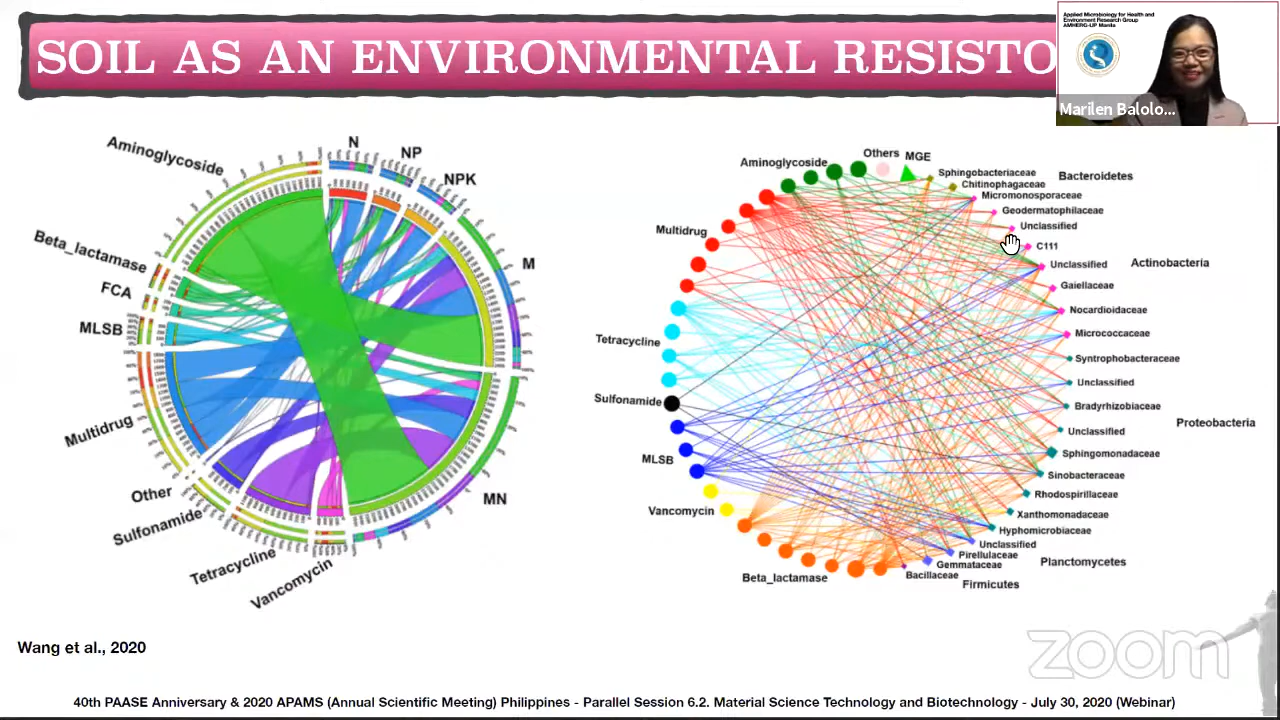 SOIL AS AN ENVIRONMENTAL RESISTO
Applied Microbiology for Health and
Environment Research Group
AMHERG-UP Manila
Marilen Balolo...
N
NP
NPK
M
MN
Aminoglycoside
Beta_lactamase
FCA
MLSB
Multidrug
Other
Sulfonamide
Tetracycline
Vancomycin
Aminoglycoside
Others
MGE
Multidrug
Tetracycline
Sulfonamide
MLSB
Vancomycin
Beta_lactamase
Sphingobacteriaceae
Bacteroidetes
Chitinophagaceae
Micromonosporaceae
Geodermatophilaceae
Unclassified
C111
Unclassified
Actinobacteria
Gaiellaceae
Nocardioidaceae
Micrococcaceae
Syntrophobacteraceae
Unclassified
Bradyrhizobiaceae
Proteobacteria
Unclassified
Sphingomonadaceae
Sinobacteraceae
Rhodospirillaceae
Xanthomonadaceae
Hyphomicrobiaceae
Unclassified
Pirellulaceae
Planctomycetes
Gemmataceae
Bacillaceae
Firmicutes
Wang et al., 2020
zoom
40th PAASE Anniversary & 2020 APAMS (Annual Scientific Meeting) Philippines - Parallel Session 6.2. Material Science Technology and Biotechnology - July 30, 2020 (Webinar)